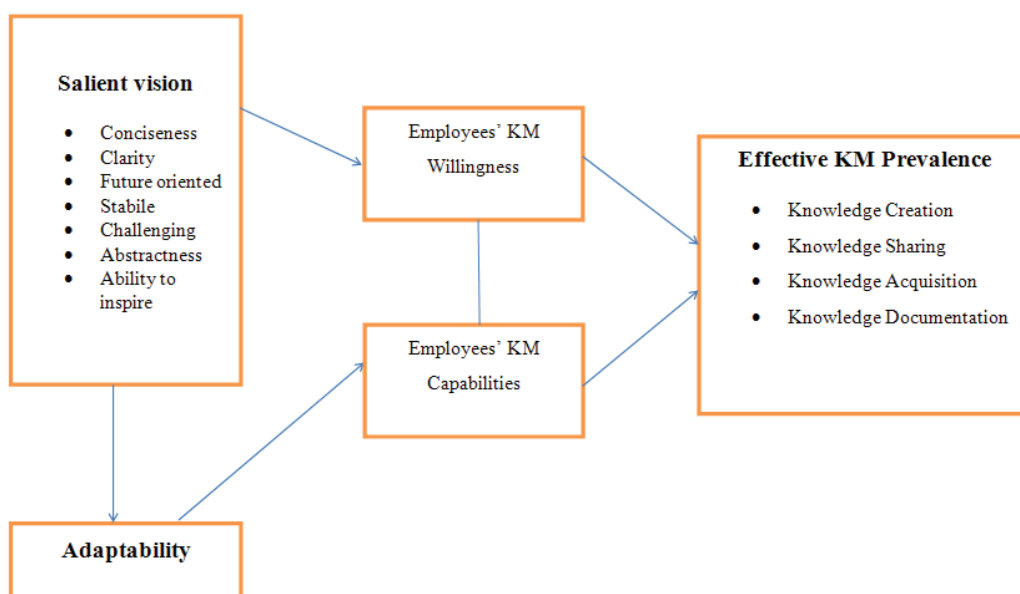 Salient vision
• Conciseness
• Clarity
• Future oriented
• Stabile
• Challenging
• Abstractness
• Ability to
inspire
Employees’ KM
Willingness
Employees’ KM
Capabilities
Effective KM Prevalence
• Knowledge Creation
• Knowledge Sharing
• Knowledge Acquisition
• Knowledge Documentation
Adaptability